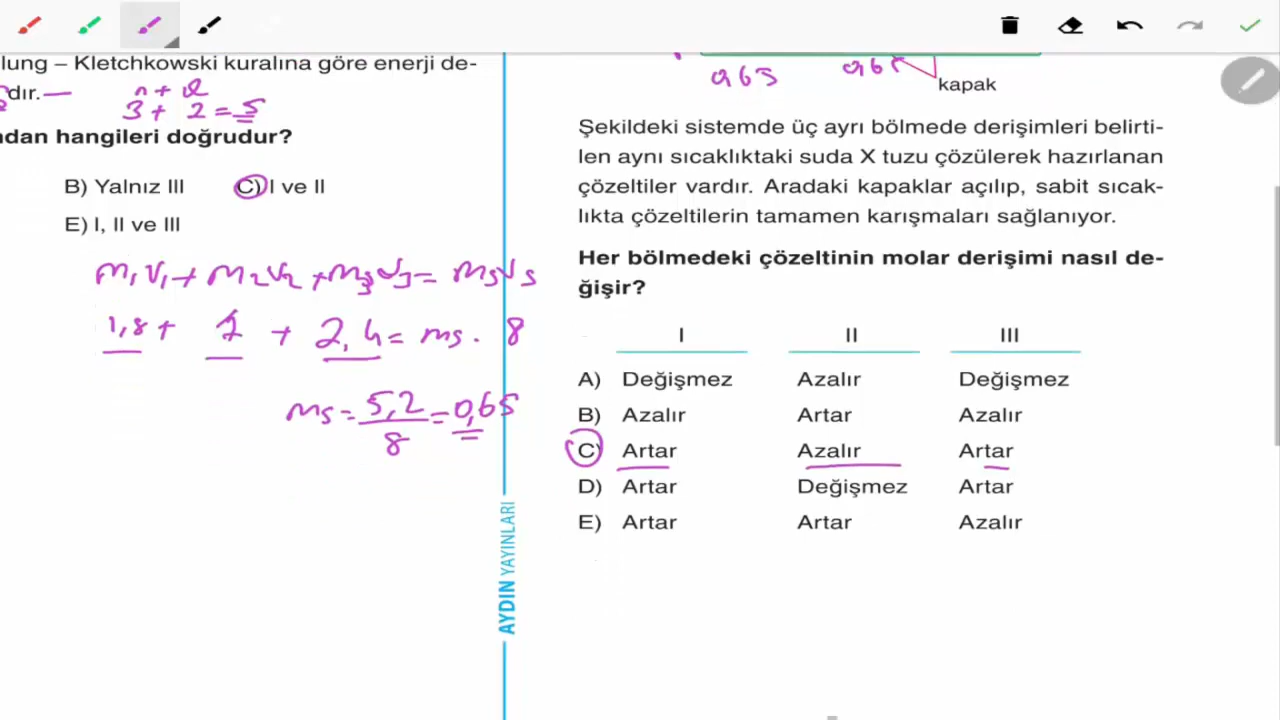 lung – Kletchkowski kuralına göre enerji de-
dır.
n + l
3 + 2 = 5
ndan hangileri doğrudur?
B) Yalnız III C) I ve II
E) I, II ve III
m1v1 + m2v2 + m3v3 = msvs
1,8 + 1 + 2,4 = ms . 8
ms = 5,2 / 8 = 0,65
AYDIN YAYINLARI
kapak
Şekildeki sistemde üç ayrı bölmede derişimleri belirti-
len aynı sıcaklıktaki suda X tuzu çözülerek hazırlanan
çözeltiler vardır. Aradaki kapaklar açılıp, sabit sıcak-
lıkta çözeltilerin tamamen karışmaları sağlanıyor.
Her bölmedeki çözeltinin molar derişimi nasıl de-
ğişir?
I II III
A) Değişmez Azalır Değişmez
B) Azalır Artar Azalır
C) Artar Azalır Artar
D) Artar Değişmez Artar
E) Artar Artar Azalır